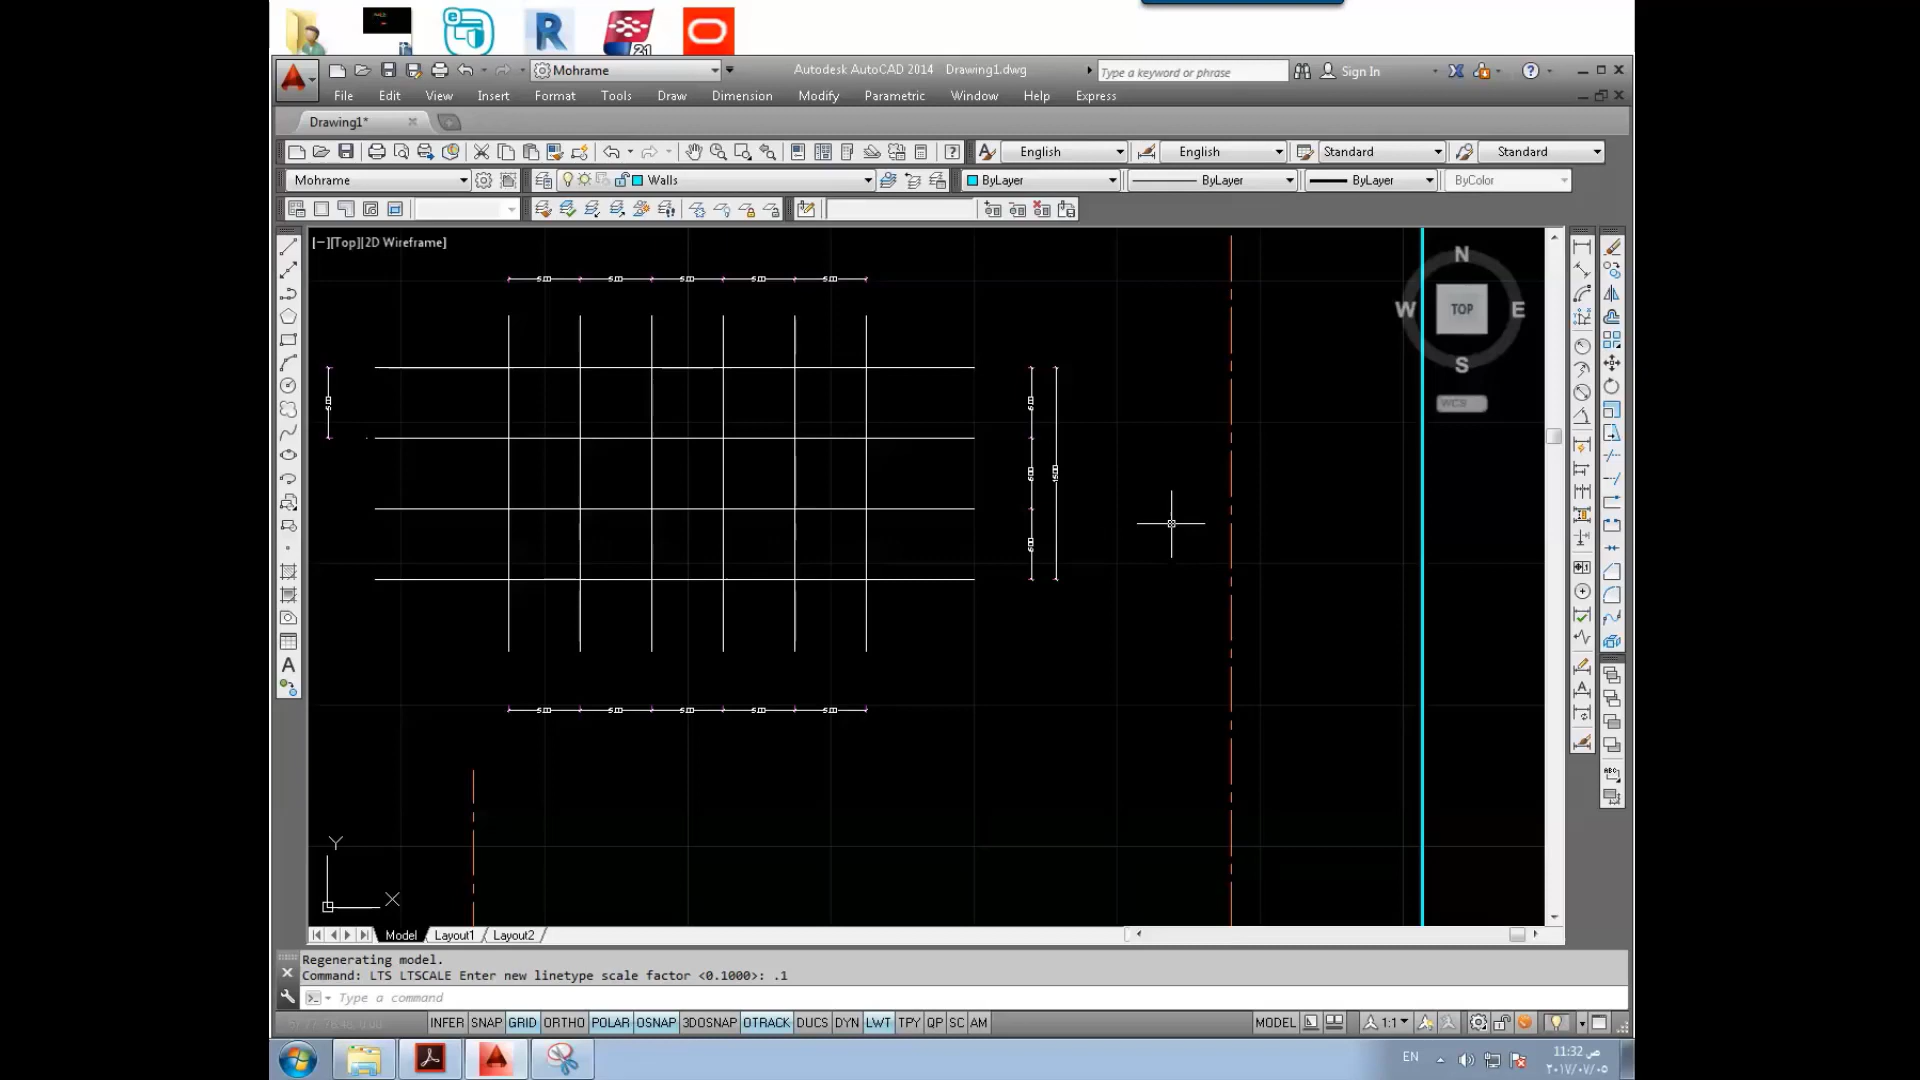 21
Mohrame
Autodesk AutoCAD 2014 Drawing1.dwg
Type a keyword or phrase
Sign In
File Edit View Insert Format Tools Draw Dimension Modify Parametric Window Help Express
Drawing1*
English English Standard Standard
Mohrame Walls ByLayer ByLayer ByLayer ByColor
[−][Top][2D Wireframe]
N
W TOP E
S
WCS
Y
X
Model Layout1 Layout2
Regenerating model.
Command: LTS LTSCALE Enter new linetype scale factor <0.1000>: .1
Type a command
INFER SNAP GRID ORTHO POLAR OSNAP 3DOSNAP OTRACK DUCS DYN LWT TPY QP SC AM MODEL 1:1
EN
11:32 ص
٢٠١٧/٠٧/٠٥